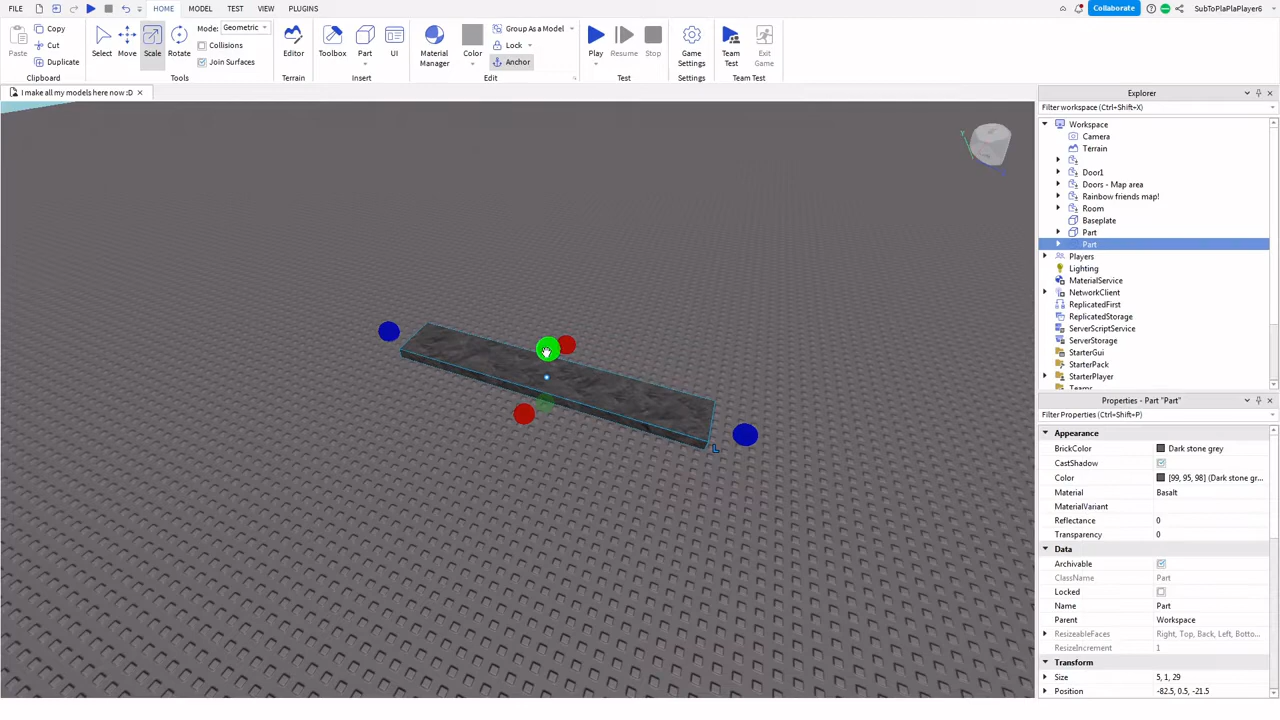 FILE HOME MODEL TEST VIEW PLUGINS Collaborate SubToPlaPlaPlayer6
Copy Cut Duplicate Paste Clipboard
Select Move Scale Rotate Mode: Geometric Collisions Join Surfaces Tools
Editor Terrain
Toolbox Part UI Insert
Material Manager Color Group As a Model Lock Anchor Edit
Play Resume Stop Test
Game Settings Settings
Team Test Exit Game Team Test
I make all my models here now :D
Explorer
Filter workspace (Ctrl+Shift+X)
Workspace
Camera
Terrain
Door1
Doors - Map area
Rainbow friends map!
Room
Baseplate
Part
Part
Players
Lighting
MaterialService
NetworkClient
ReplicatedFirst
ReplicatedStorage
ServerScriptService
ServerStorage
StarterGui
StarterPack
StarterPlayer
Teams
Properties - Part "Part"
Filter Properties (Ctrl+Shift+P)
Appearance
BrickColor Dark stone grey
CastShadow
Color [99, 95, 98] (Dark stone gr...
Material Basalt
MaterialVariant
Reflectance 0
Transparency 0
Data
Archivable
ClassName Part
Locked
Name Part
Parent Workspace
ResizeableFaces Right, Top, Back, Left, Botto...
ResizeIncrement 1
Transform
Size 5, 1, 29
Position -82.5, 0.5, -21.5
L